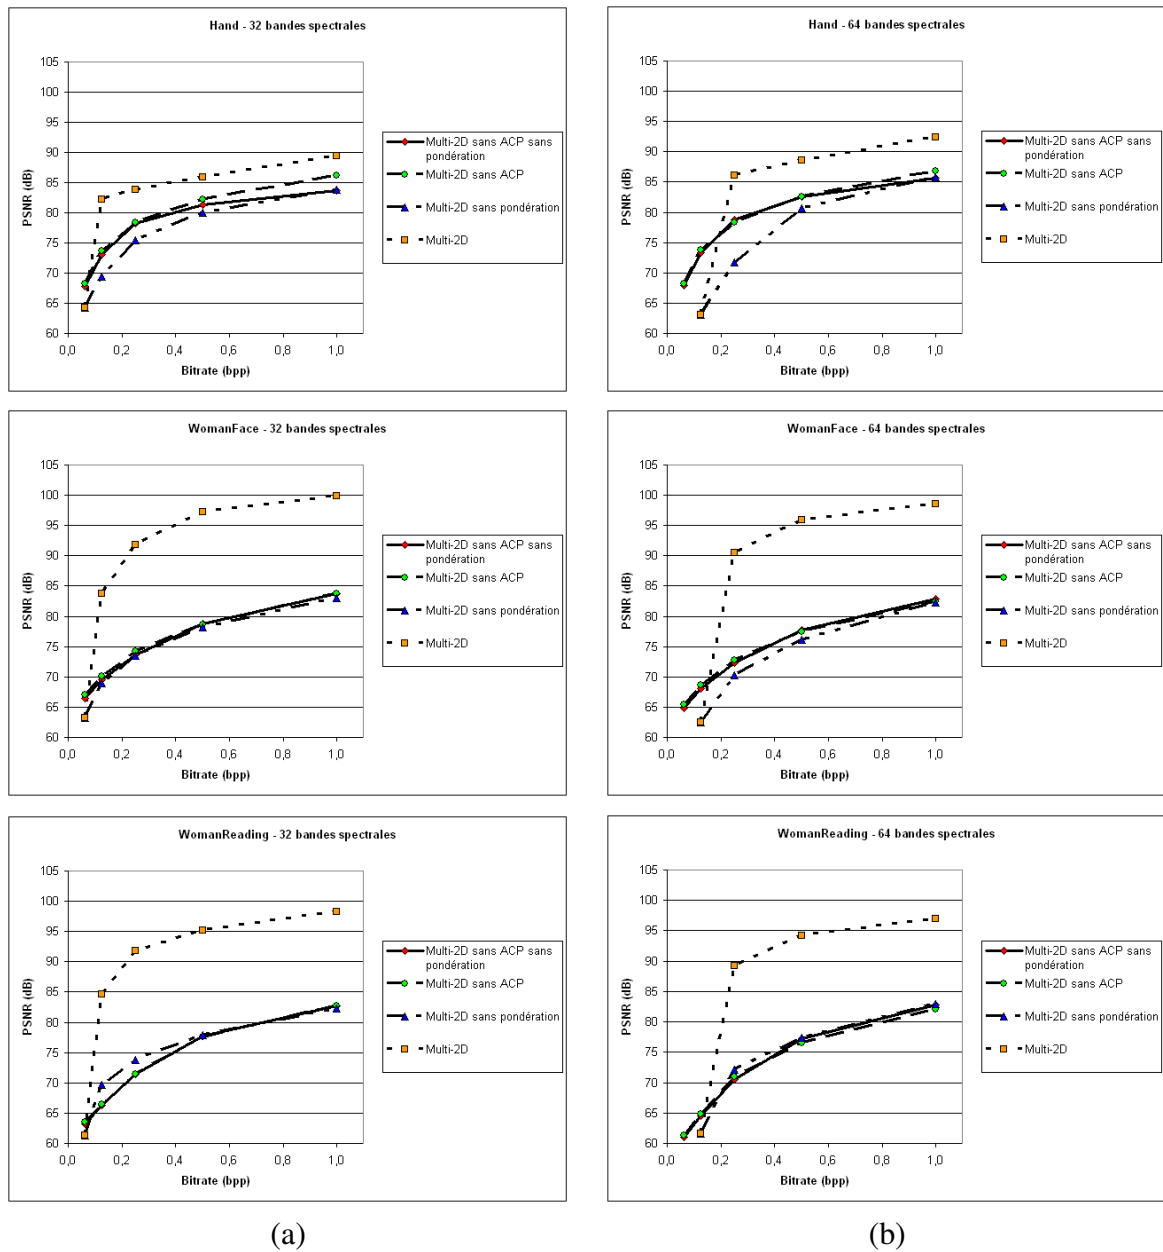 Hand - 32 bandes spectrales
105
100
95
90
85
80
75
70
65
60
PSNR (dB)
0,0 0,2 0,4 0,6 0,8 1,0
Bitrate (bpp)
Multi-2D sans ACP sans
pondération
Multi-2D sans ACP
Multi-2D sans pondération
Multi-2D
Hand - 64 bandes spectrales
105
100
95
90
85
80
75
70
65
60
PSNR (dB)
0,0 0,2 0,4 0,6 0,8 1,0
Bitrate (bpp)
Multi-2D sans ACP sans
pondération
Multi-2D sans ACP
Multi-2D sans pondération
Multi-2D
WomanFace - 32 bandes spectrales
105
100
95
90
85
80
75
70
65
60
PSNR (dB)
0,0 0,2 0,4 0,6 0,8 1,0
Bitrate (bpp)
Multi-2D sans ACP sans
pondération
Multi-2D sans ACP
Multi-2D sans pondération
Multi-2D
WomanFace - 64 bandes spectrales
105
100
95
90
85
80
75
70
65
60
PSNR (dB)
0,0 0,2 0,4 0,6 0,8 1,0
Bitrate (bpp)
Multi-2D sans ACP sans
pondération
Multi-2D sans ACP
Multi-2D sans pondération
Multi-2D
WomanReading - 32 bandes spectrales
105
100
95
90
85
80
75
70
65
60
PSNR (dB)
0,0 0,2 0,4 0,6 0,8 1,0
Bitrate (bpp)
Multi-2D sans ACP sans
pondération
Multi-2D sans ACP
Multi-2D sans pondération
Multi-2D
WomanReading - 64 bandes spectrales
105
100
95
90
85
80
75
70
65
60
PSNR (dB)
0,0 0,2 0,4 0,6 0,8 1,0
Bitrate (bpp)
Multi-2D sans ACP sans
pondération
Multi-2D sans ACP
Multi-2D sans pondération
Multi-2D
(a)
(b)